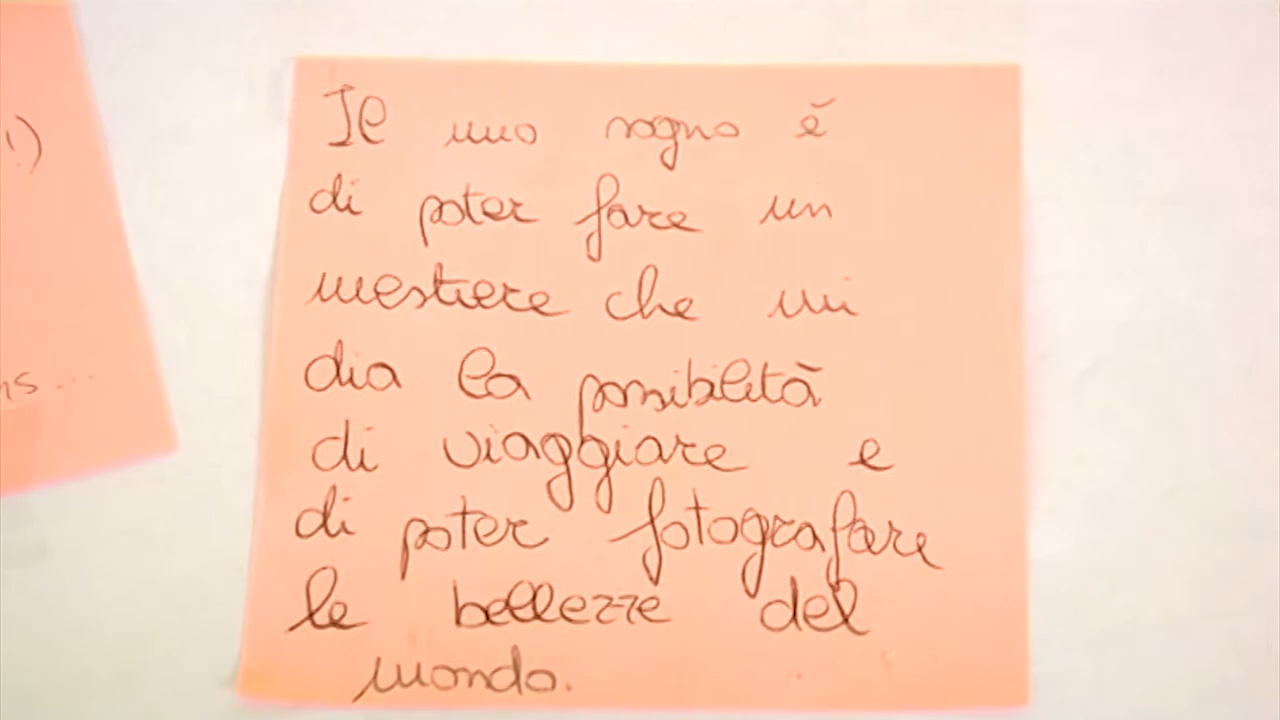 !)
ns...
Il mio sogno è
di poter fare un
mestiere che mi
dia la possibilità
di viaggiare e
di poter fotografare
le bellezze del
mondo.